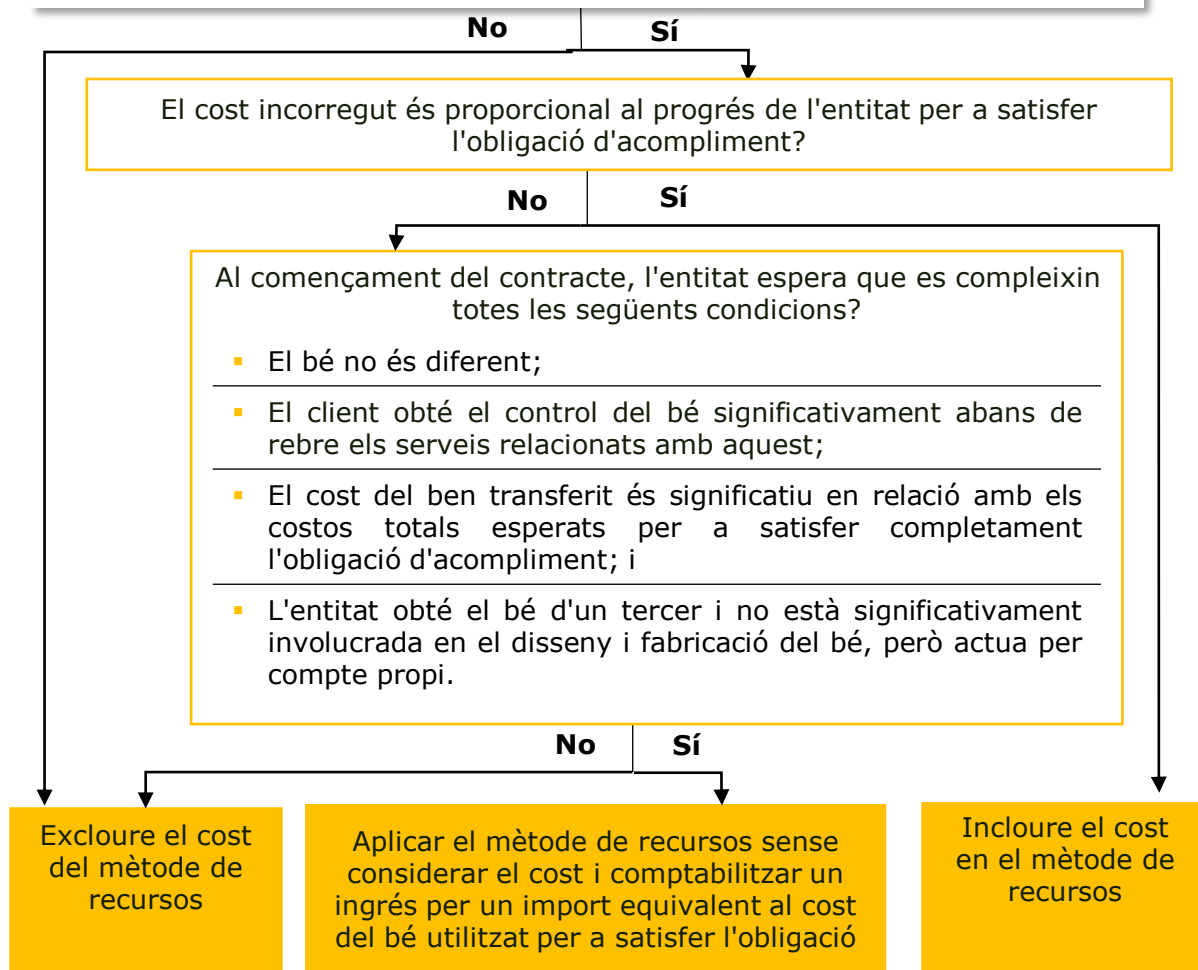 No
Sí
El cost incorregut és proporcional al progrés de l'entitat per a satisfer
l'obligació d'acompliment?
No
Sí
Al començament del contracte, l'entitat espera que es compleixin
totes les següents condicions?
▪ El bé no és diferent;
▪ El client obté el control del bé significativament abans de
rebre els serveis relacionats amb aquest;
▪ El cost del ben transferit és significatiu en relació amb els
costos totals esperats per a satisfer completament
l'obligació d'acompliment; i
▪ L'entitat obté el bé d'un tercer i no està significativament
involucrada en el disseny i fabricació del bé, però actua per
compte propi.
No
Sí
Excloure el cost
del mètode de
recursos
Aplicar el mètode de recursos sense
considerar el cost i comptabilitzar un
ingrés per un import equivalent al cost
del bé utilitzat per a satisfer l'obligació
Incloure el cost
en el mètode de
recursos